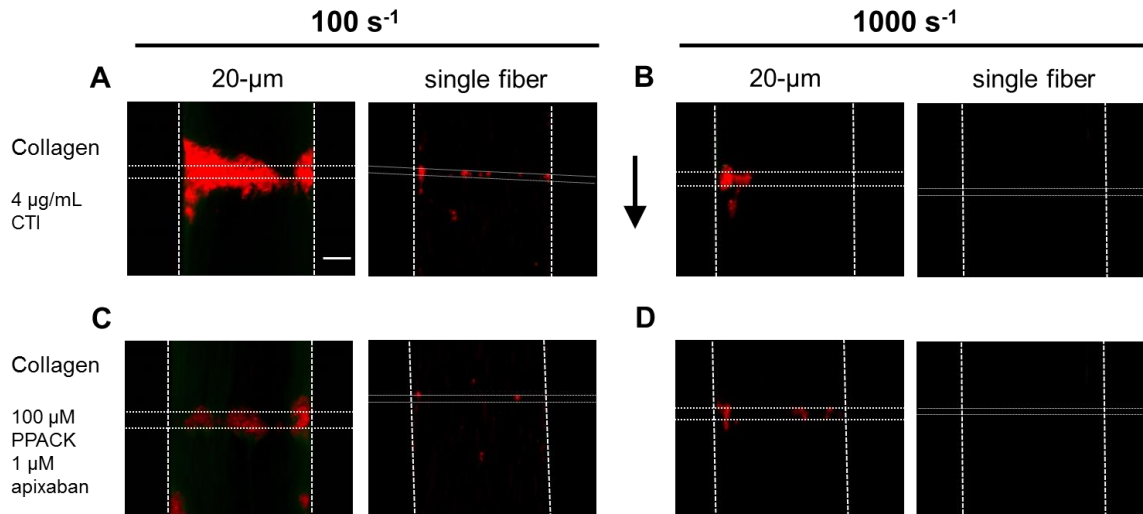 100 s-1
1000 s-1
A
20-µm
single fiber
B
20-µm
single fiber
Collagen
4 µg/mL
CTI
C
D
Collagen
100 µM
PPACK
1 µM
apixaban